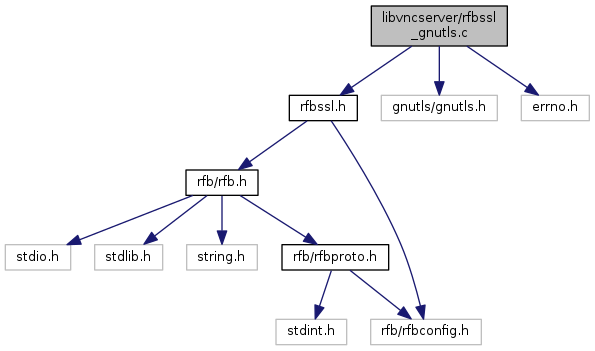 libvncserver/rfbssl
_gnutls.c
rfbssl.h
gnutls/gnutls.h
errno.h
rfb/rfb.h
stdio.h
stdlib.h
string.h
rfb/rfbproto.h
stdint.h
rfb/rfbconfig.h